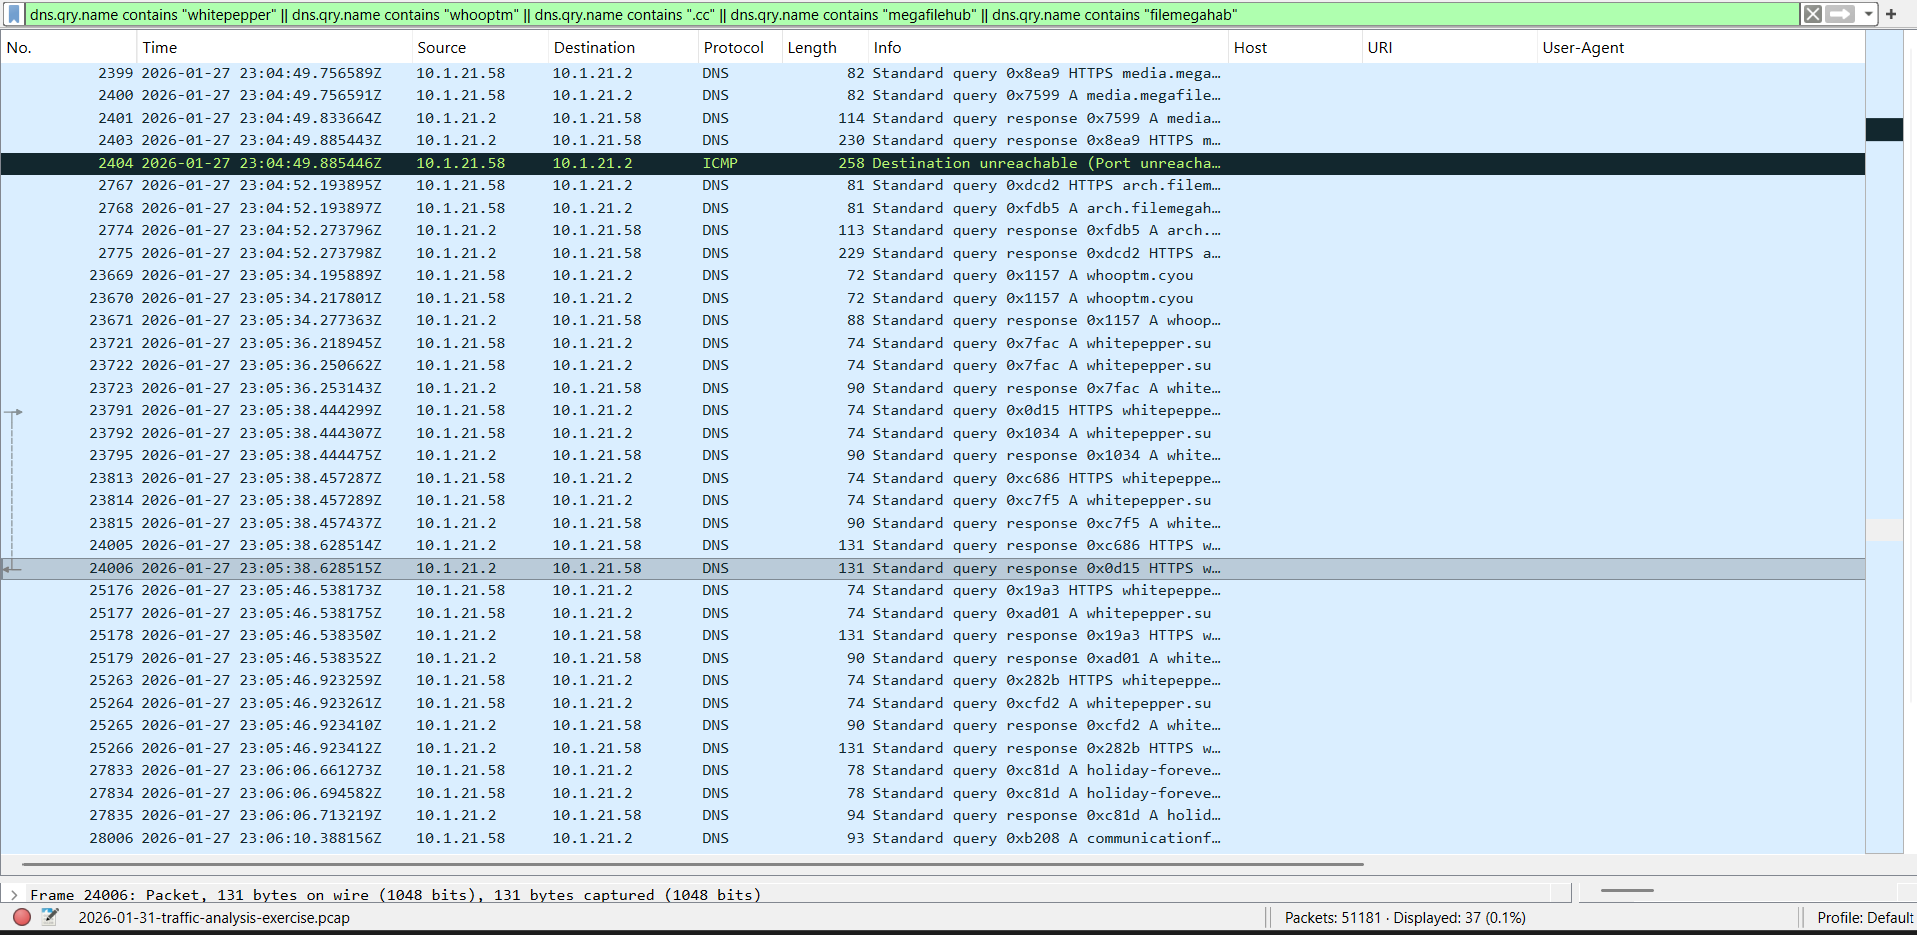 dns.qry.name contains "whitepepper" || dns.qry.name contains "whooptm" || dns.qry.name contains ".cc" || dns.qry.name contains "megafilehub" || dns.qry.name contains "filemegahab"
No. Time Source Destination Protocol Length Info Host URI User-Agent
2399 2026-01-27 23:04:49.756589Z 10.1.21.58 10.1.21.2 DNS 82 Standard query 0x8ea9 HTTPS media.mega…
2400 2026-01-27 23:04:49.756591Z 10.1.21.58 10.1.21.2 DNS 82 Standard query 0x7599 A media.megafile…
2401 2026-01-27 23:04:49.833664Z 10.1.21.2 10.1.21.58 DNS 114 Standard query response 0x7599 A media…
2403 2026-01-27 23:04:49.885443Z 10.1.21.2 10.1.21.58 DNS 230 Standard query response 0x8ea9 HTTPS m…
2404 2026-01-27 23:04:49.885446Z 10.1.21.58 10.1.21.2 ICMP 258 Destination unreachable (Port unreacha…
2767 2026-01-27 23:04:52.193895Z 10.1.21.58 10.1.21.2 DNS 81 Standard query 0xdcd2 HTTPS arch.filem…
2768 2026-01-27 23:04:52.193897Z 10.1.21.58 10.1.21.2 DNS 81 Standard query 0xfdb5 A arch.filemegah…
2774 2026-01-27 23:04:52.273796Z 10.1.21.2 10.1.21.58 DNS 113 Standard query response 0xfdb5 A arch.…
2775 2026-01-27 23:04:52.273798Z 10.1.21.2 10.1.21.58 DNS 229 Standard query response 0xdcd2 HTTPS a…
23669 2026-01-27 23:05:34.195889Z 10.1.21.58 10.1.21.2 DNS 72 Standard query 0x1157 A whooptm.cyou
23670 2026-01-27 23:05:34.217801Z 10.1.21.58 10.1.21.2 DNS 72 Standard query 0x1157 A whooptm.cyou
23671 2026-01-27 23:05:34.277363Z 10.1.21.2 10.1.21.58 DNS 88 Standard query response 0x1157 A whoop…
23721 2026-01-27 23:05:36.218945Z 10.1.21.58 10.1.21.2 DNS 74 Standard query 0x7fac A whitepepper.su
23722 2026-01-27 23:05:36.250662Z 10.1.21.58 10.1.21.2 DNS 74 Standard query 0x7fac A whitepepper.su
23723 2026-01-27 23:05:36.253143Z 10.1.21.2 10.1.21.58 DNS 90 Standard query response 0x7fac A white…
23791 2026-01-27 23:05:38.444299Z 10.1.21.58 10.1.21.2 DNS 74 Standard query 0x0d15 HTTPS whitepeppe…
23792 2026-01-27 23:05:38.444307Z 10.1.21.58 10.1.21.2 DNS 74 Standard query 0x1034 A whitepepper.su
23795 2026-01-27 23:05:38.444475Z 10.1.21.2 10.1.21.58 DNS 90 Standard query response 0x1034 A white…
23813 2026-01-27 23:05:38.457287Z 10.1.21.58 10.1.21.2 DNS 74 Standard query 0xc686 HTTPS whitepeppe…
23814 2026-01-27 23:05:38.457289Z 10.1.21.58 10.1.21.2 DNS 74 Standard query 0xc7f5 A whitepepper.su
23815 2026-01-27 23:05:38.457437Z 10.1.21.2 10.1.21.58 DNS 90 Standard query response 0xc7f5 A white…
24005 2026-01-27 23:05:38.628514Z 10.1.21.2 10.1.21.58 DNS 131 Standard query response 0xc686 HTTPS w…
24006 2026-01-27 23:05:38.628515Z 10.1.21.2 10.1.21.58 DNS 131 Standard query response 0x0d15 HTTPS w…
25176 2026-01-27 23:05:46.538173Z 10.1.21.58 10.1.21.2 DNS 74 Standard query 0x19a3 HTTPS whitepeppe…
25177 2026-01-27 23:05:46.538175Z 10.1.21.58 10.1.21.2 DNS 74 Standard query 0xad01 A whitepepper.su
25178 2026-01-27 23:05:46.538350Z 10.1.21.2 10.1.21.58 DNS 131 Standard query response 0x19a3 HTTPS w…
25179 2026-01-27 23:05:46.538352Z 10.1.21.2 10.1.21.58 DNS 90 Standard query response 0xad01 A white…
25263 2026-01-27 23:05:46.923259Z 10.1.21.58 10.1.21.2 DNS 74 Standard query 0x282b HTTPS whitepeppe…
25264 2026-01-27 23:05:46.923261Z 10.1.21.58 10.1.21.2 DNS 74 Standard query 0xcfd2 A whitepepper.su
25265 2026-01-27 23:05:46.923410Z 10.1.21.2 10.1.21.58 DNS 90 Standard query response 0xcfd2 A white…
25266 2026-01-27 23:05:46.923412Z 10.1.21.2 10.1.21.58 DNS 131 Standard query response 0x282b HTTPS w…
27833 2026-01-27 23:06:06.661273Z 10.1.21.58 10.1.21.2 DNS 78 Standard query 0xc81d A holiday-foreve…
27834 2026-01-27 23:06:06.694582Z 10.1.21.58 10.1.21.2 DNS 78 Standard query 0xc81d A holiday-foreve…
27835 2026-01-27 23:06:06.713219Z 10.1.21.2 10.1.21.58 DNS 94 Standard query response 0xc81d A holid…
28006 2026-01-27 23:06:10.388156Z 10.1.21.58 10.1.21.2 DNS 93 Standard query 0xb208 A communicationf…
Frame 24006: Packet, 131 bytes on wire (1048 bits), 131 bytes captured (1048 bits)
2026-01-31-traffic-analysis-exercise.pcap Packets: 51181 · Displayed: 37 (0.1%) Profile: Default